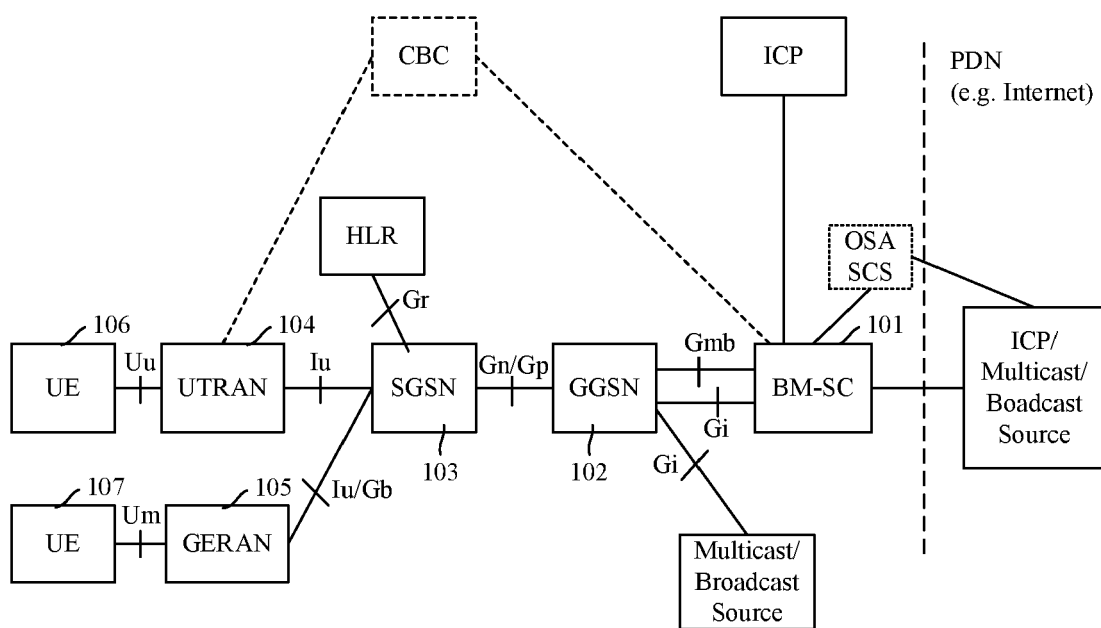 CBC
ICP
PDN
(e.g. Internet)
HLR
OSA
SCS
Gr
106
104
101
Uu
Iu
Gn/Gp
Gmb
UE
UTRAN
SGSN
GGSN
BM-SC
ICP/
Multicast/
Boadcast
Source
Gi
103
102
Gi
107
105
Iu/Gb
Um
UE
GERAN
Multicast/
Broadcast
Source